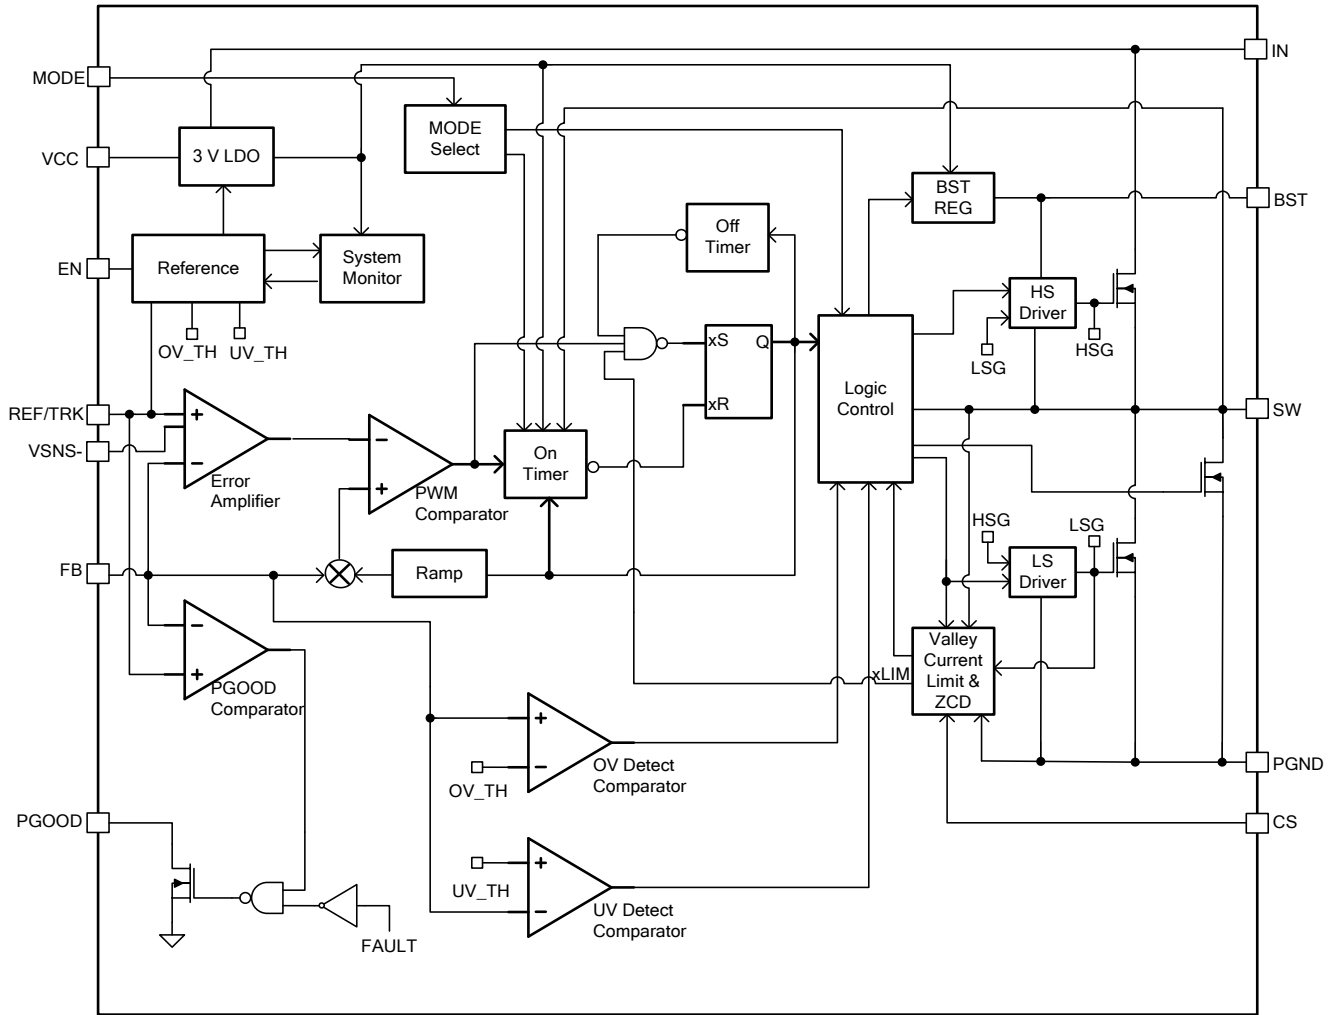 IN
MODE
MODE
Select
VCC
3 V LDO
BST
REG
BST
Off
Timer
EN
Reference
System
Monitor
HS
Driver
OV_TH
UV_TH
xS
Q
HSG
LSG
Logic
Control
REF/TRK
+
xR
SW
VSNS-
−
−
On
Timer
−
+
Error
Amplifier
PWM
Comparator
HSG
LSG
FB
Ramp
LS
Driver
−
+
Valley
Current
Limit &
ZCD
xLIM
PGOOD
Comparator
+
−
OV_TH
OV Detect
Comparator
PGND
PGOOD
CS
+
−
UV_TH
UV Detect
Comparator
FAULT